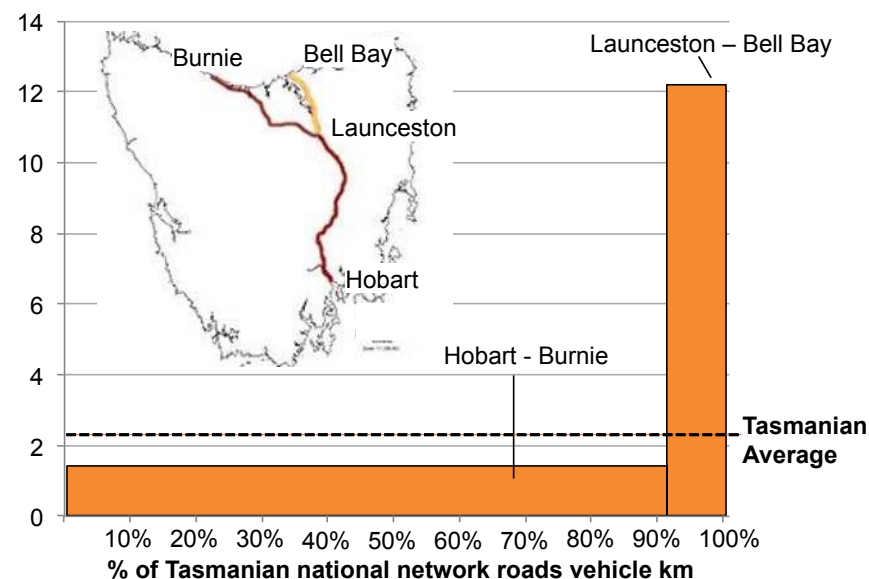 14
12
10
8
6
4
2
0
Burnie
Bell Bay
Launceston
Hobart
Launceston – Bell Bay
Hobart - Burnie
Tasmanian
Average
10% 20% 30% 40% 50% 60% 70% 80% 90% 100%
% of Tasmanian national network roads vehicle km